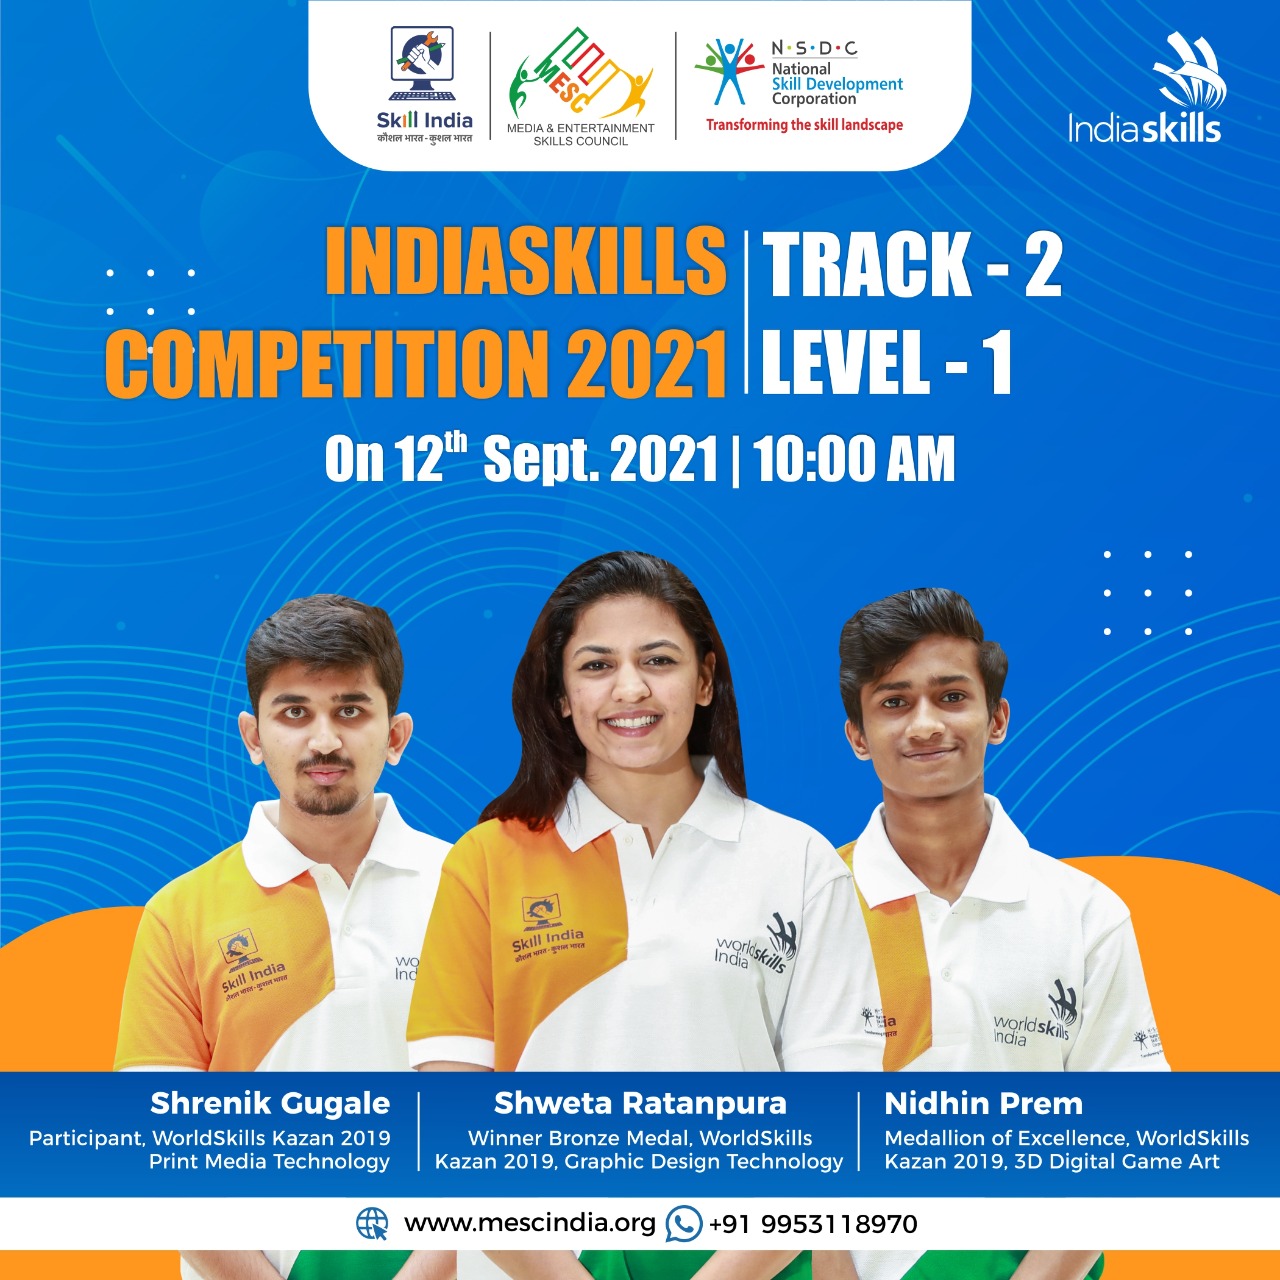 Skill India
कौशल भारत - कुशल भारत
MESC
MEDIA & ENTERTAINMENT
SKILLS COUNCIL
N·S·D·C
National
Skill Development
Corporation
Transforming the skill landscape
Indiaskills
INDIASKILLS
COMPETITION 2021
TRACK - 2
LEVEL - 1
On 12th Sept. 2021 | 10:00 AM
Skill India
कौशल भारत - कुशल भारत
wo
Ind
Skill India
कौशल भारत - कुशल भारत
worldskills
India
worldskills
India
Shrenik Gugale
Participant, WorldSkills Kazan 2019
Print Media Technology
Shweta Ratanpura
Winner Bronze Medal, WorldSkills
Kazan 2019, Graphic Design Technology
Nidhin Prem
Medallion of Excellence, WorldSkills
Kazan 2019, 3D Digital Game Art
www.mescindia.org
+91 9953118970